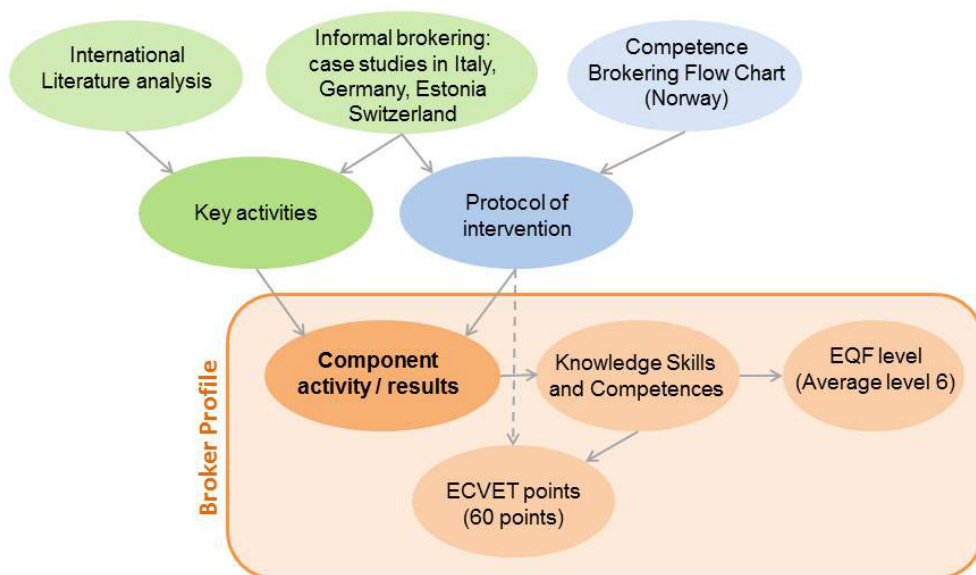 International
Literature analysis
Informal brokering:
case studies in Italy,
Germany, Estonia
Switzerland
Competence
Brokering Flow Chart
(Norway)
Key activities
Protocol of
intervention
Broker Profile
Component
activity / results
Knowledge Skills
and Competences
EQF level
(Average level 6)
ECVET points
(60 points)